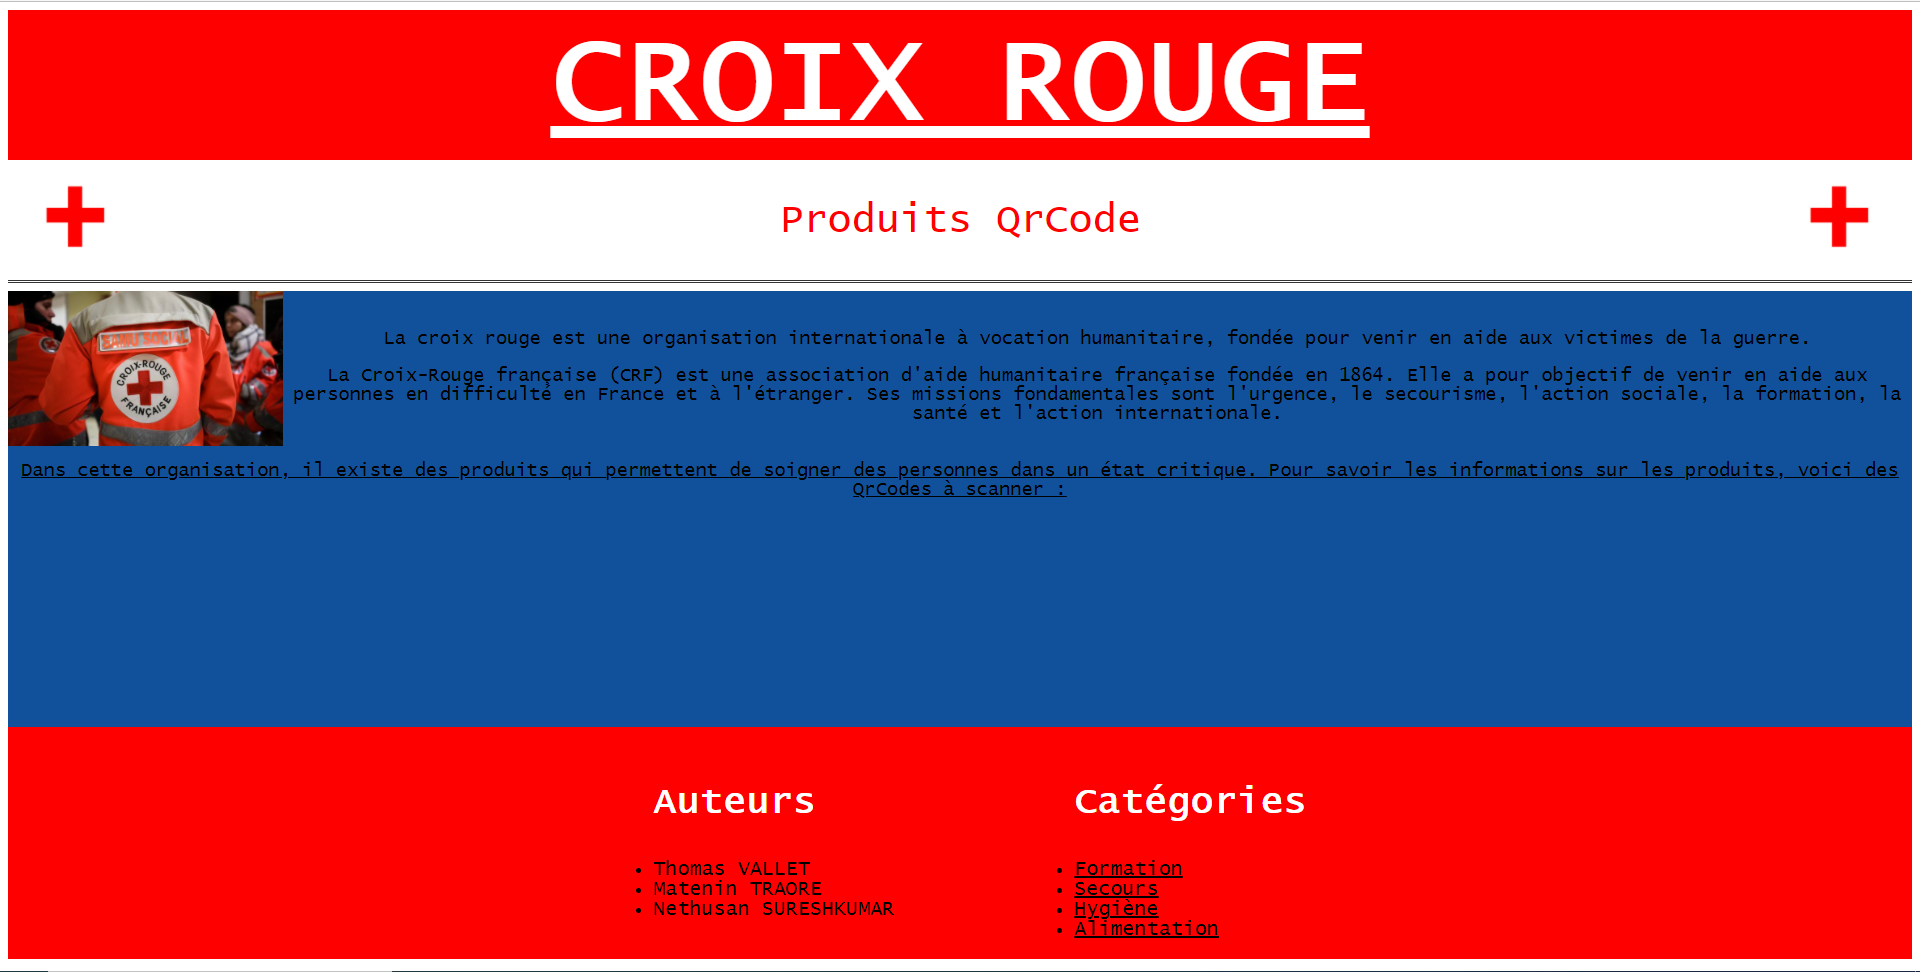 CROIX ROUGE
Produits QrCode
SAMU SOCIAL
CROIX-ROUGE
FRANÇAISE
La croix rouge est une organisation internationale à vocation humanitaire, fondée pour venir en aide aux victimes de la guerre.
La Croix-Rouge française (CRF) est une association d'aide humanitaire française fondée en 1864. Elle a pour objectif de venir en aide aux
personnes en difficulté en France et à l'étranger. Ses missions fondamentales sont l'urgence, le secourisme, l'action sociale, la formation, la
santé et l'action internationale.
Dans cette organisation, il existe des produits qui permettent de soigner des personnes dans un état critique. Pour savoir les informations sur les produits, voici des
QrCodes à scanner :
Auteurs
Thomas VALLET
Matenin TRAORE
Nethusan SURESHKUMAR
Catégories
Formation
Secours
Hygiène
Alimentation